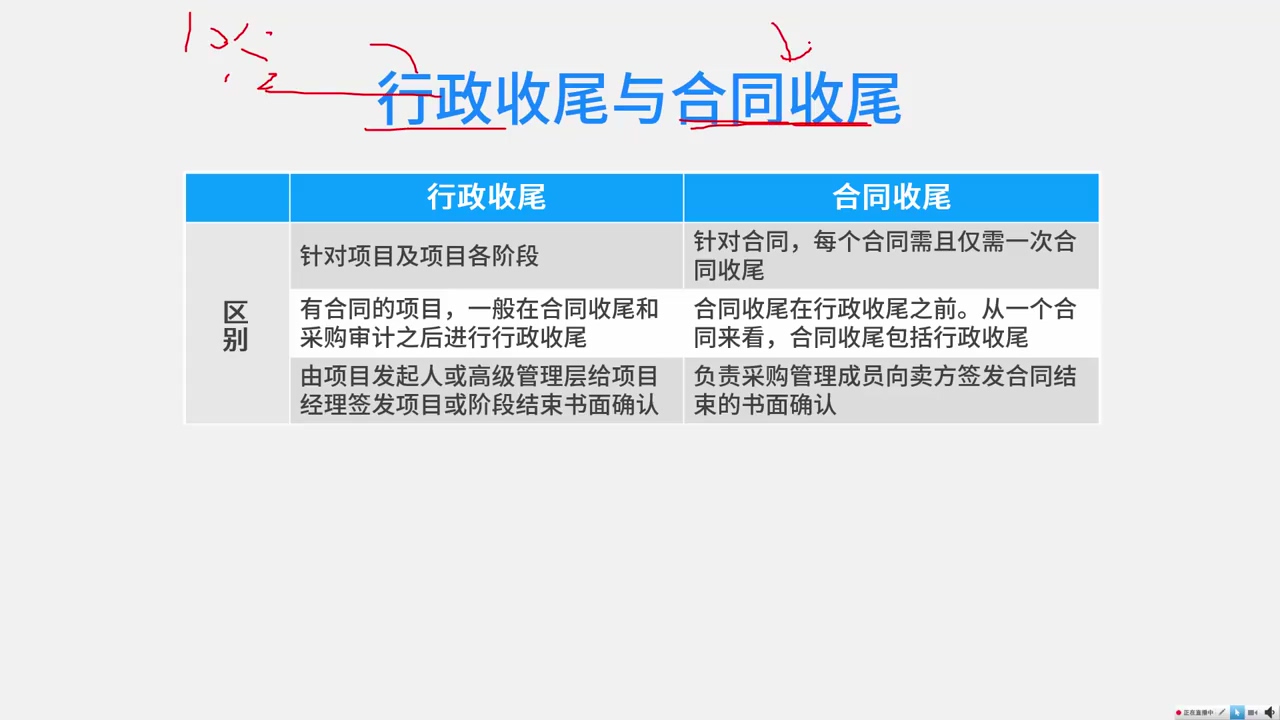 行政收尾与合同收尾
行政收尾
合同收尾
区别
针对项目及项目各阶段
针对合同，每个合同需且仅需一次合
同收尾
有合同的项目，一般在合同收尾和
采购审计之后进行行政收尾
合同收尾在行政收尾之前。从一个合
同来看，合同收尾包括行政收尾
由项目发起人或高级管理层给项目
经理签发项目或阶段结束书面确认
负责采购管理成员向卖方签发合同结
束的书面确认
正在直播中